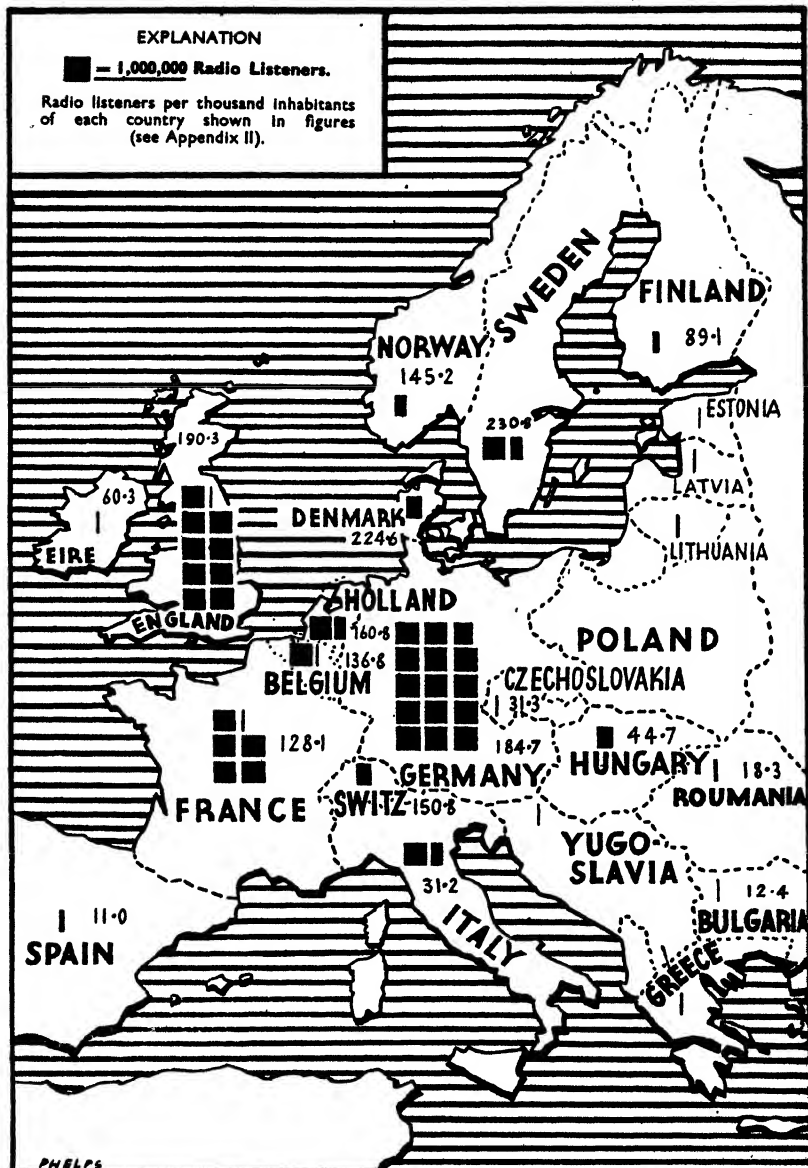 EXPLANATION
= 1,000,000 Radio Listeners.
Radio listeners per thousand inhabitants
of each country shown in figures
(see Appendix II).
SWEDEN
FINLAND
89·1
NORWAY
145·2
230·8
ESTONIA
190·3
LATVIA
60·3
DENMARK
224·6
EIRE
LITHUANIA
HOLLAND
ENGLAND
160·8
POLAND
136·8
BELGIUM
CZECHOSLOVAKIA
31·3
128·1
184·7
44·7
HUNGARY
GERMANY
18·3
ROUMANIA
FRANCE
SWITZ·150·8
YUGO-
SLAVIA
31·2
12·4
11·0
BULGARIA
SPAIN
ITALY
GREECE
PHELPS